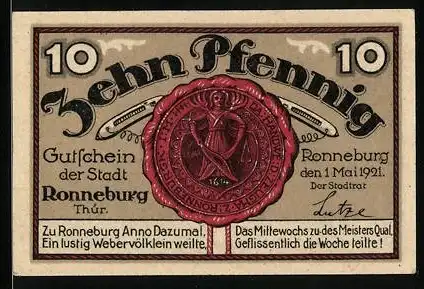 10 10
Zehn Pfennig
Gutschein
der Stadt
Ronneburg
Thür.
1614
Ronneburg
den 1 Mai 1921.
Der Stadtrat
Lutze
Zu Ronneburg Anno Dazumal,
Ein lustig Webervölklein weilte,
Das Mittewochs zu des Meisters Qual,
Geflissentlich die Woche teilte!